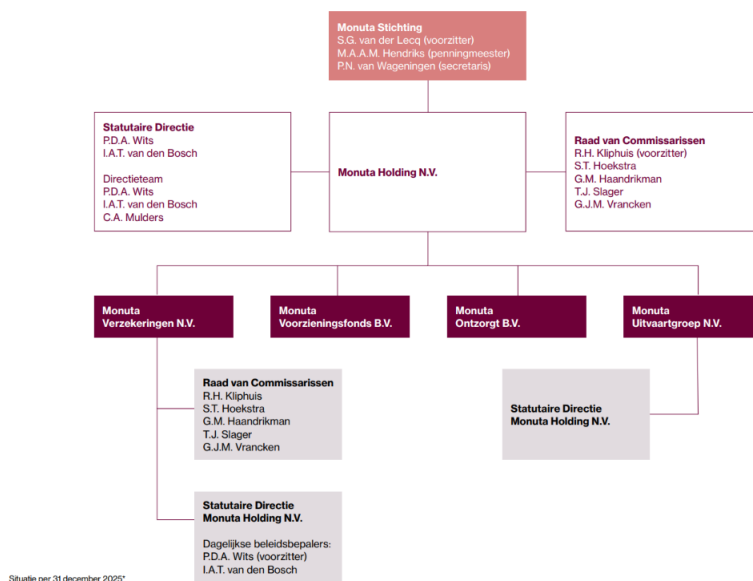 Monuta Stichting
S.G. van der Lecq (voorzitter)
M.A.A.M. Hendriks (penningmeester)
P.N. van Wageningen (secretaris)
Statutaire Directie
P.D.A. Wits
I.A.T. van den Bosch
Directieteam
P.D.A. Wits
I.A.T. van den Bosch
C.A. Mulders
Monuta Holding N.V.
Raad van Commissarissen
R.H. Kliphuis (voorzitter)
S.T. Hoekstra
G.M. Haandrikman
T.J. Slager
G.J.M. Vrancken
Monuta
Verzekeringen N.V.
Monuta
Voorzieningsfonds B.V.
Monuta
Ontzorgt B.V.
Monuta
Uitvaartgroep N.V.
Raad van Commissarissen
R.H. Kliphuis
S.T. Hoekstra
G.M. Haandrikman
T.J. Slager
G.J.M. Vrancken
Statutaire Directie
Monuta Holding N.V.
Statutaire Directie
Monuta Holding N.V.
Dagelijkse beleidsbepalers:
P.D.A. Wits (voorzitter)
I.A.T. van den Bosch
Situatie per 31 december 2025*